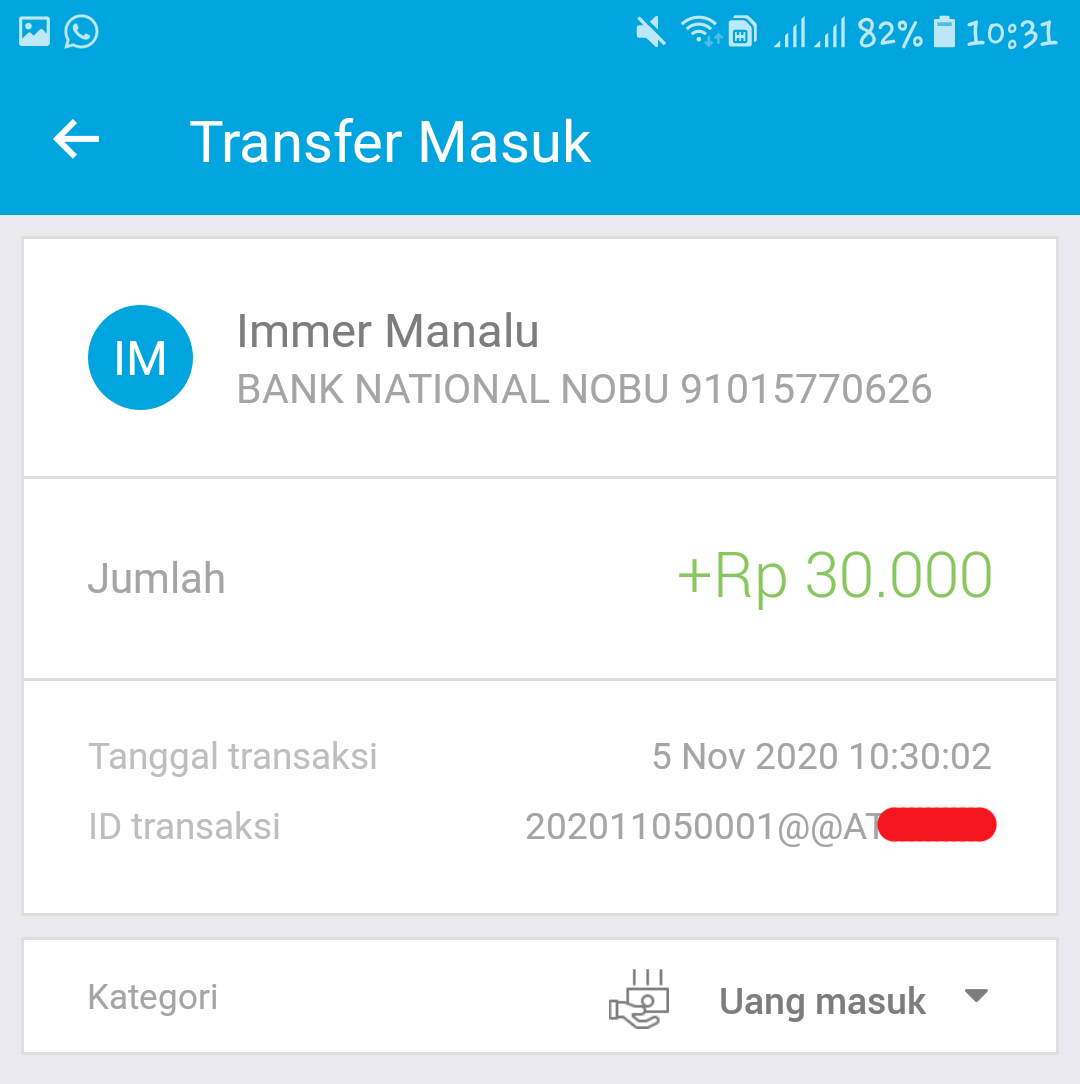 82% 10:31
Transfer Masuk
IM
Immer Manalu
BANK NATIONAL NOBU 91015770626
Jumlah +Rp 30.000
Tanggal transaksi 5 Nov 2020 10:30:02
ID transaksi 202011050001@@AT
Kategori Uang masuk